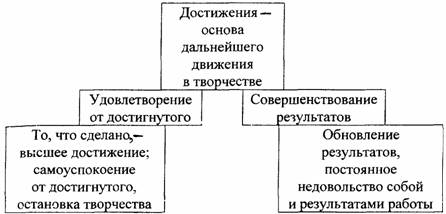 Достижения —
основа
дальнейшего
движения
в творчестве
Удовлетворение
от достигнутого
Совершенствование
результатов
То, что сделано,—
высшее достижение;
самоуспокоение
от достигнутого,
остановка творчества
Обновление
результатов,
постоянное
недовольство собой
и результатами работы